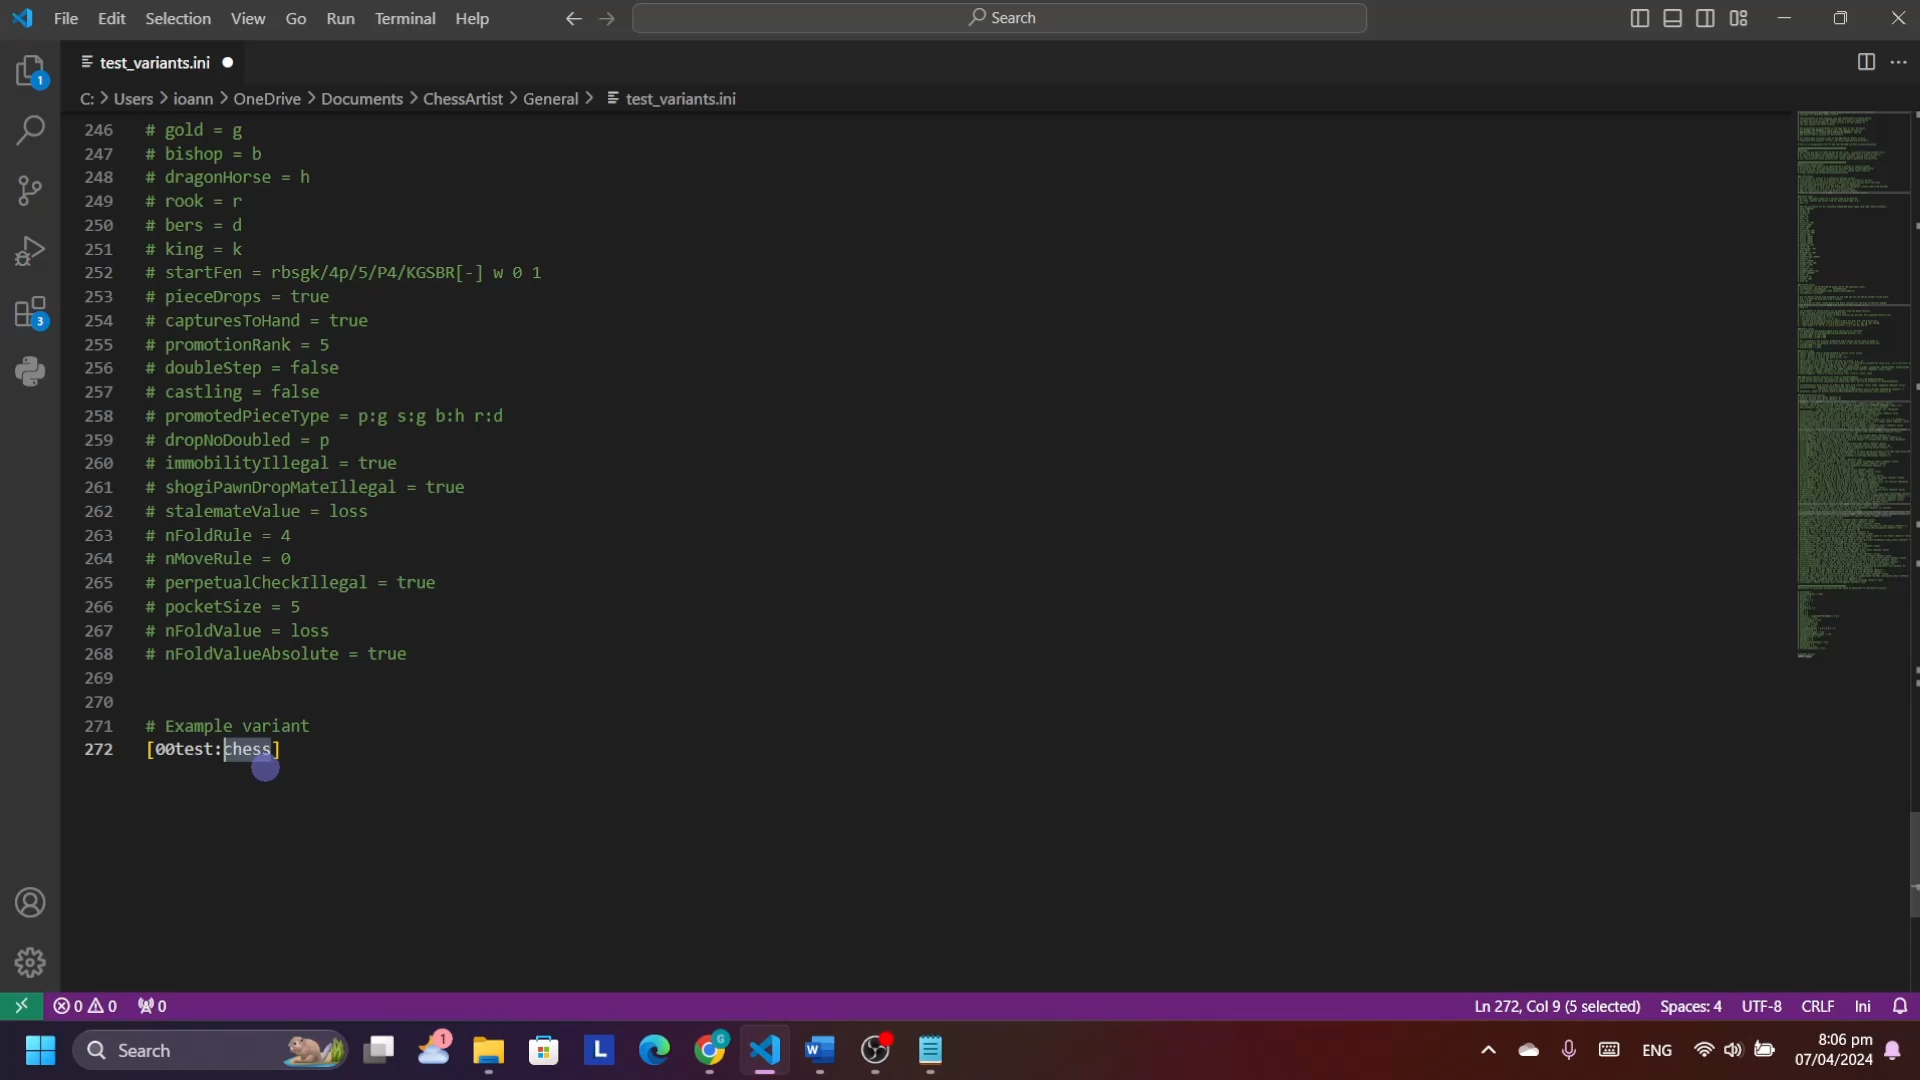 File Edit Selection View Go Run Terminal Help
Search
test_variants.ini
C: > Users > ioann > OneDrive > Documents > ChessArtist > General > test_variants.ini
246 # gold = g
247 # bishop = b
248 # dragonHorse = h
249 # rook = r
250 # bers = d
251 # king = k
252 # startFen = rbsgk/4p/5/P4/KGSBR[-] w 0 1
253 # pieceDrops = true
254 # capturesToHand = true
255 # promotionRank = 5
256 # doubleStep = false
257 # castling = false
258 # promotedPieceType = p:g s:g b:h r:d
259 # dropNoDoubled = p
260 # immobilityIllegal = true
261 # shogiPawnDropMateIllegal = true
262 # stalemateValue = loss
263 # nFoldRule = 4
264 # nMoveRule = 0
265 # perpetualCheckIllegal = true
266 # pocketSize = 5
267 # nFoldValue = loss
268 # nFoldValueAbsolute = true
269
270
271 # Example variant
272 [00test:chess]
1
3
0 0 0
Ln 272, Col 9 (5 selected) Spaces: 4 UTF-8 CRLF Ini
Search
1
L
W
G
ENG
8:06 pm
07/04/2024